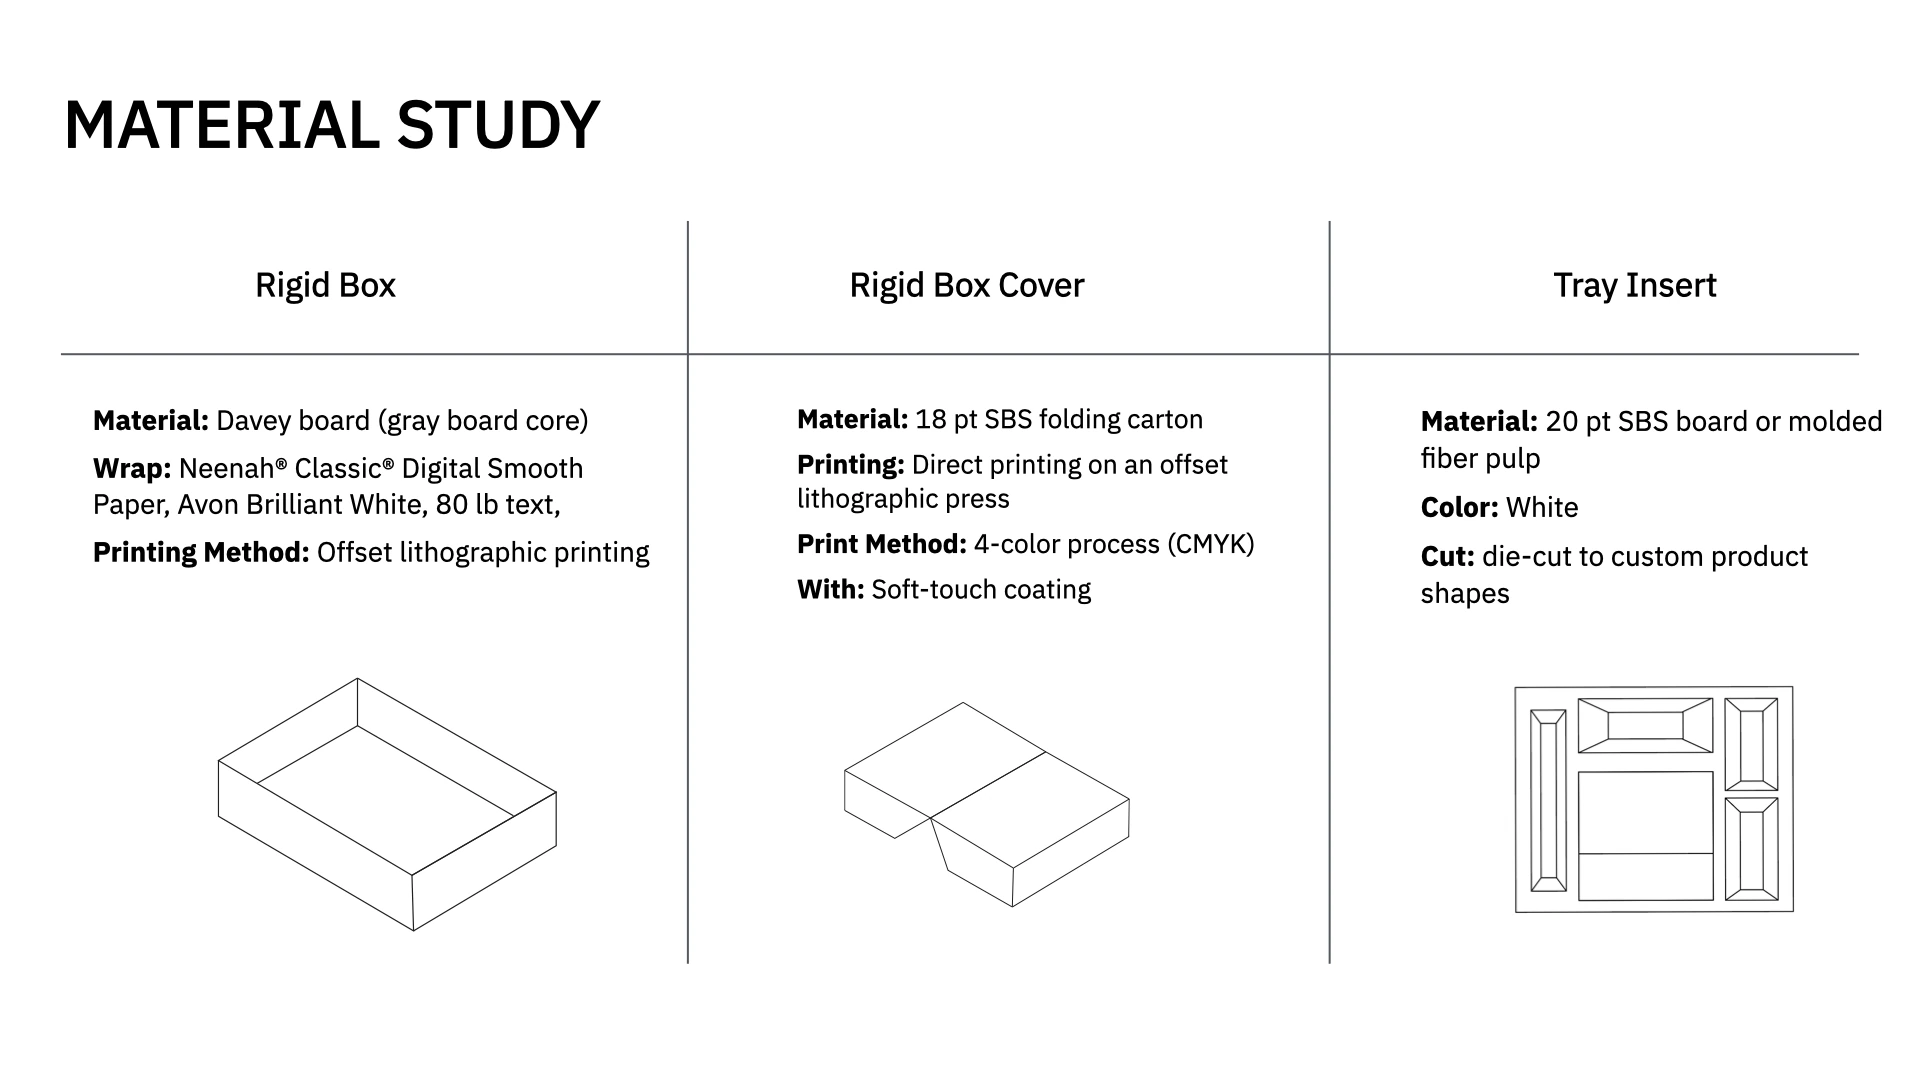 MATERIAL STUDY
Rigid Box
Rigid Box Cover
Tray Insert
Material: Davey board (gray board core)
Wrap: Neenah® Classic® Digital Smooth
Paper, Avon Brilliant White, 80 lb text,
Printing Method: Offset lithographic printing
Material: 18 pt SBS folding carton
Printing: Direct printing on an offset
lithographic press
Print Method: 4-color process (CMYK)
With: Soft-touch coating
Material: 20 pt SBS board or molded
fiber pulp
Color: White
Cut: die-cut to custom product
shapes